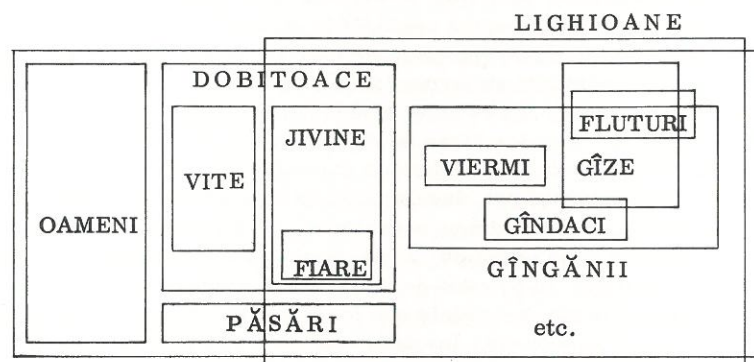 LIGHIOANE
DOBITOACE
FLUTURI
JIVINE
VIERMI
GÎZE
VITE
OAMENI
GÎNDACI
FIARE
GÎNGĂNII
PĂSĂRI
etc.